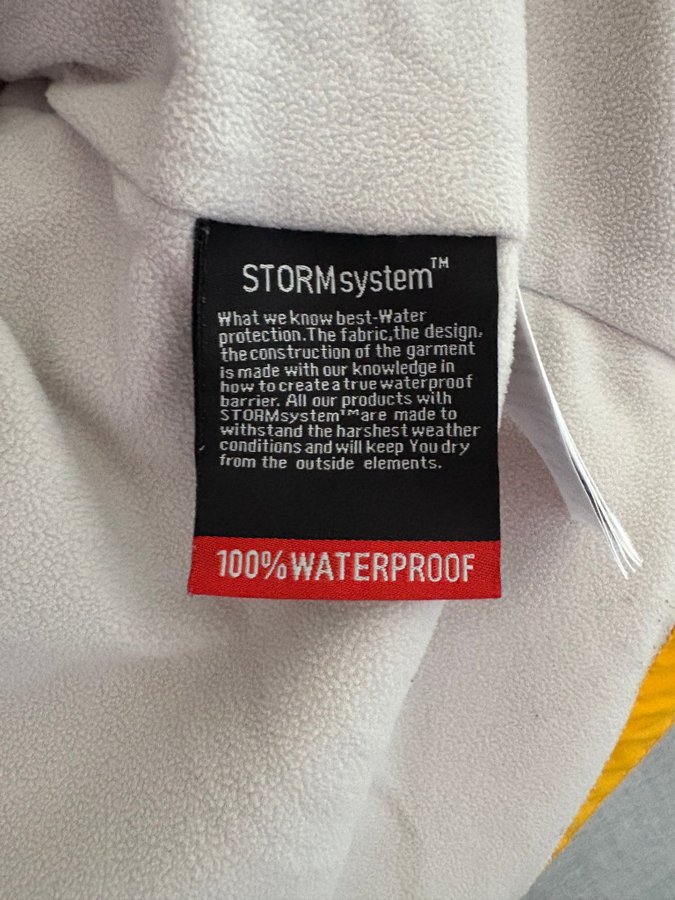 STORMsystem™
What we know best-Water
protection.The fabric,the design,
the construction of the garment
is made with our knowledge in
how to create a true waterproof
barrier. All our products with
STORMsystem™are made to
withstand the harshest weather
conditions and will keep You dry
from the outside elements.
100% WATERPROOF